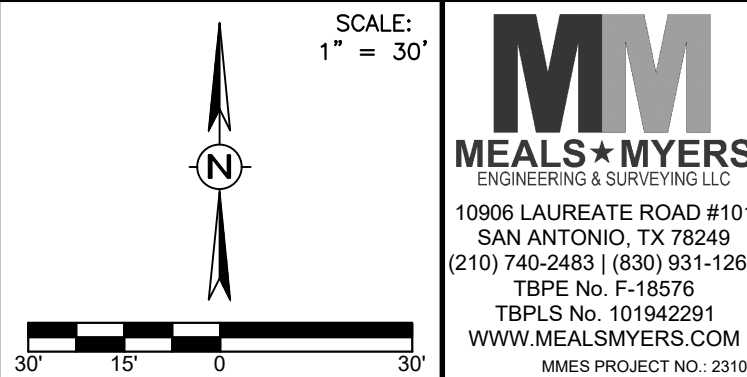 SCALE:
1" = 30'
N
30' 15' 0 30'
MM
MEALS★MYERS
ENGINEERING & SURVEYING LLC
10906 LAUREATE ROAD #101
SAN ANTONIO, TX 78249
(210) 740-2483 | (830) 931-126
TBPE No. F-18576
TBPLS No. 101942291
WWW.MEALSMYERS.COM
MMES PROJECT NO.: 2310